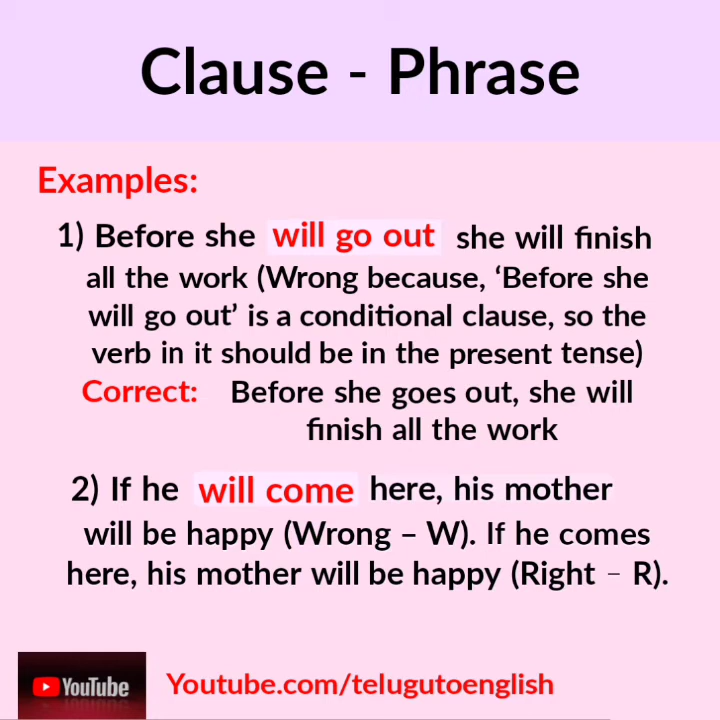 Clause - Phrase
Examples:
1) Before she will go out she will finish
all the work (Wrong because, ‘Before she
will go out’ is a conditional clause, so the
verb in it should be in the present tense)
Correct: Before she goes out, she will
finish all the work
2) If he will come here, his mother
will be happy (Wrong – W). If he comes
here, his mother will be happy (Right – R).
YouTube
Youtube.com/telugutoenglish